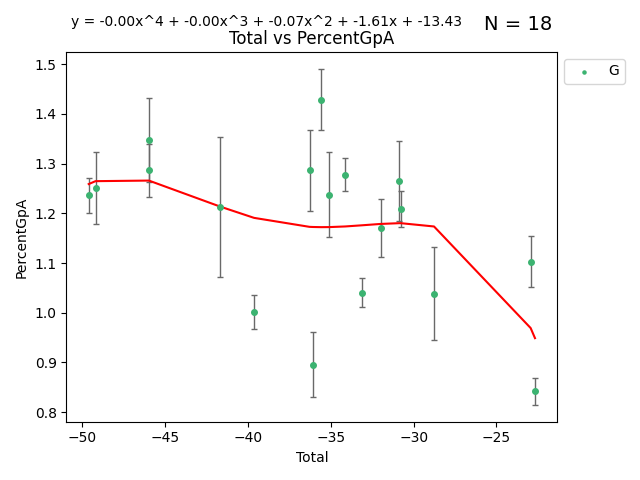 y = -0.00x^4 + -0.00x^3 + -0.07x^2 + -1.61x + -13.43
N = 18
Total vs PercentGpA
G
1.5
1.4
1.3
1.2
1.1
1.0
0.9
0.8
PercentGpA
−50
−45
−40
−35
−30
−25
Total